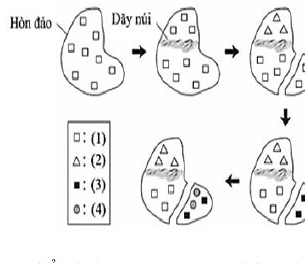 Hòn đảo
Dãy núi
: (1)
: (2)
: (3)
: (4)